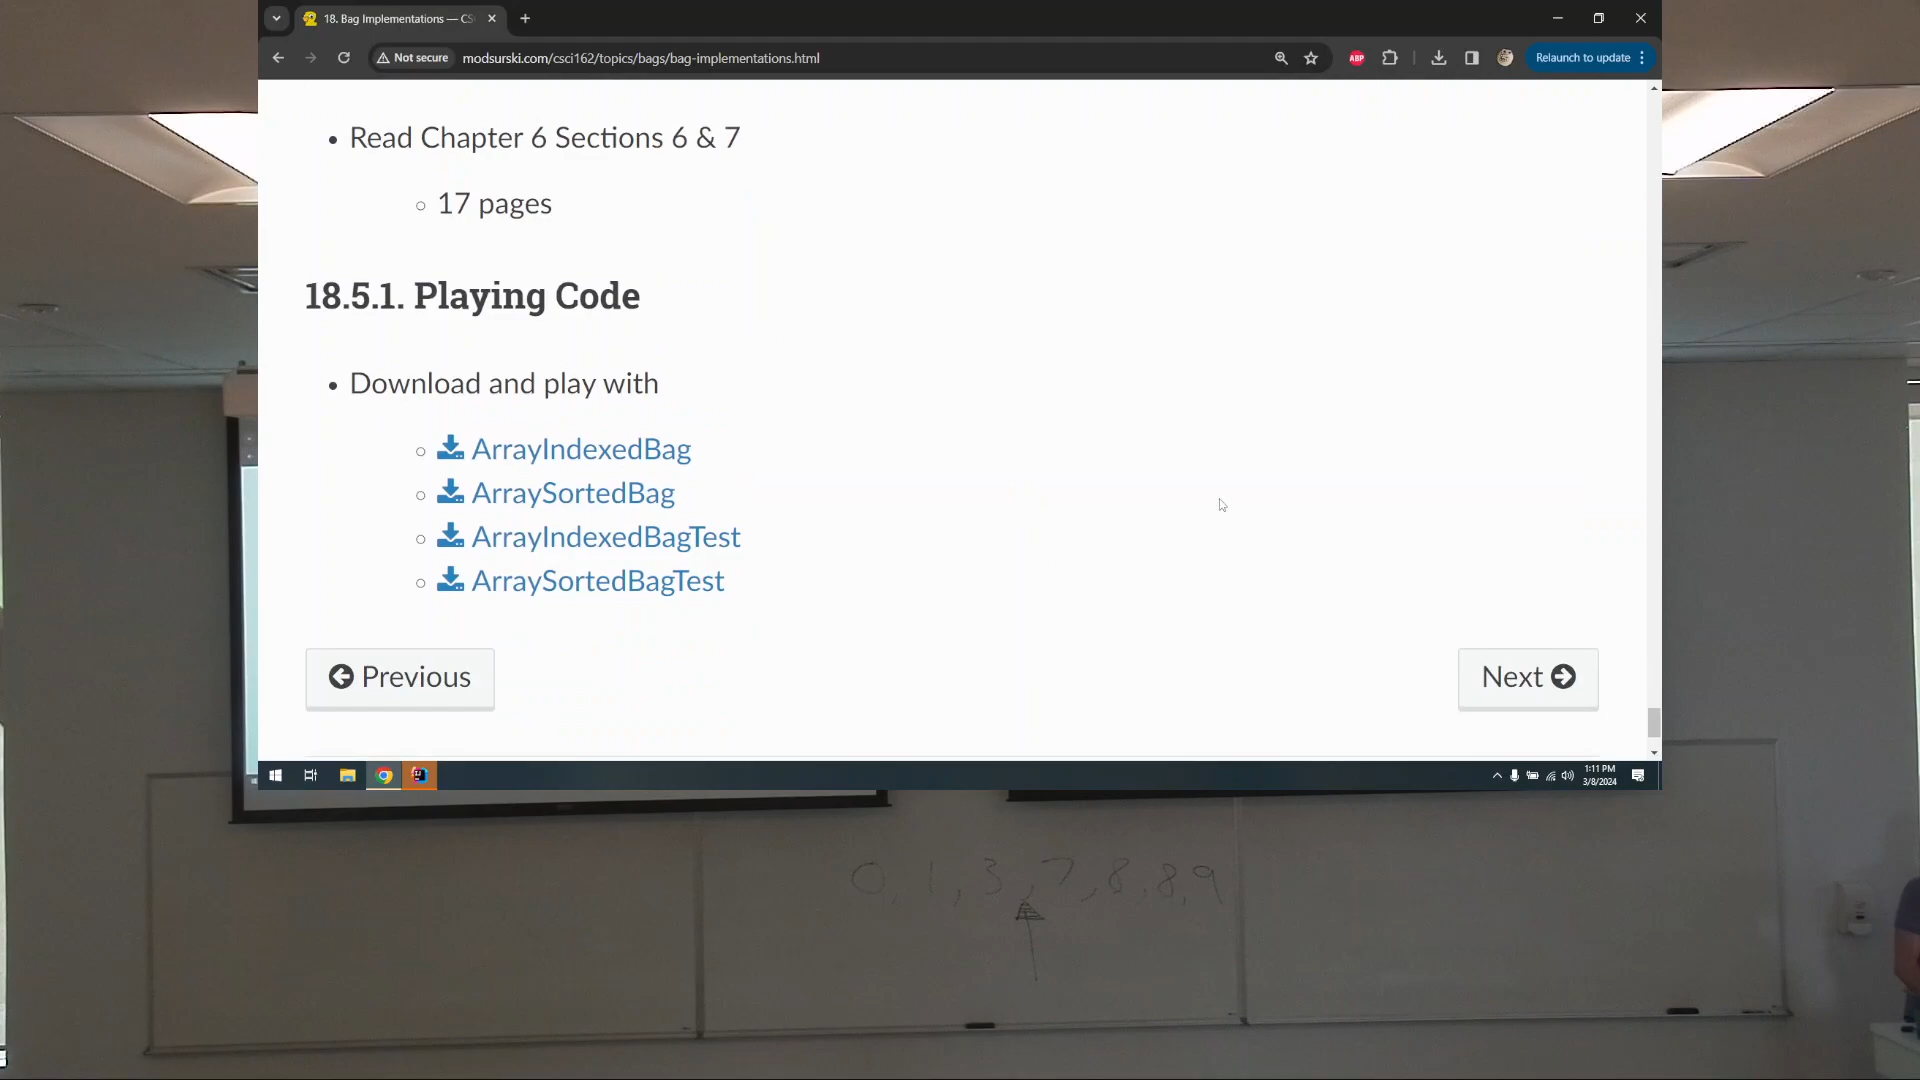 18. Bag Implementations — CS
Not secure modsurski.com/csci162/topics/bags/bag-implementations.html ABP Relaunch to update
• Read Chapter 6 Sections 6 & 7
○ 17 pages
18.5.1. Playing Code
• Download and play with
○ ArrayIndexedBag
○ ArraySortedBag
○ ArrayIndexedBagTest
○ ArraySortedBagTest
Previous
Next
1:11 PM
3/8/2024
0, 1, 3, 7, 8, 8, 9